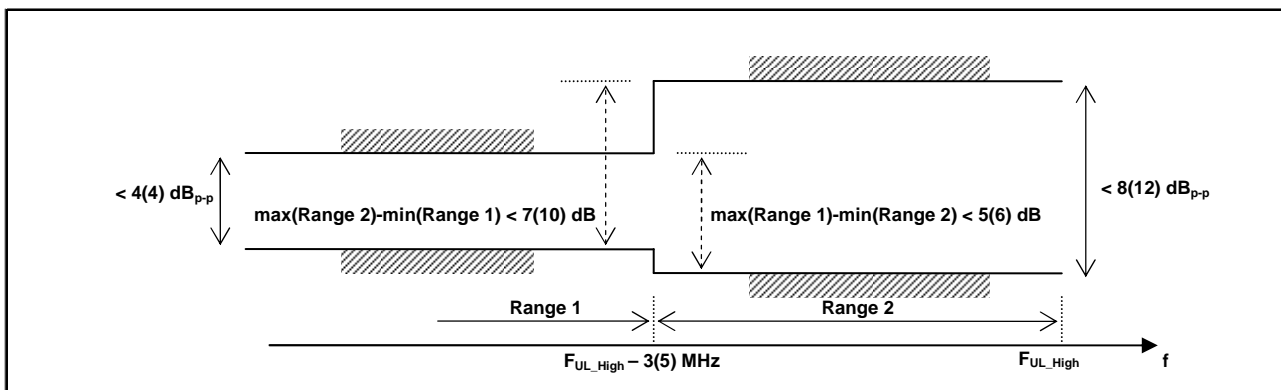 < 4(4) dBp-p
max(Range 2)-min(Range 1) < 7(10) dB
max(Range 1)-min(Range 2) < 5(6) dB
< 8(12) dBp-p
Range 1
Range 2
FUL_High – 3(5) MHz
FUL_High
f